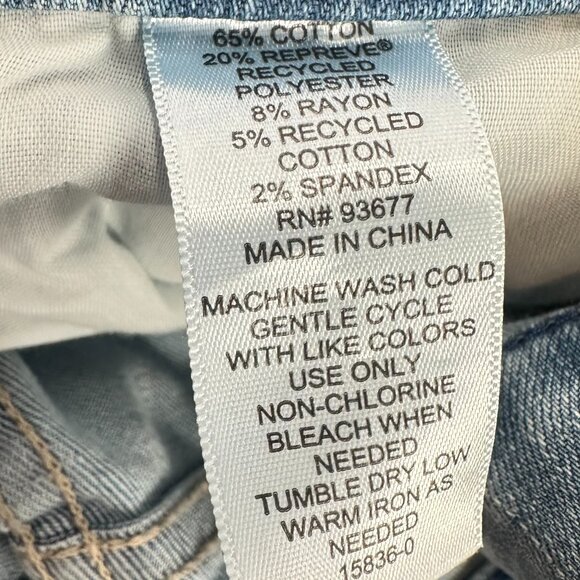 65% COTTON
20% REPREVE®
RECYCLED
POLYESTER
8% RAYON
5% RECYCLED
COTTON
2% SPANDEX
RN# 93677
MADE IN CHINA
MACHINE WASH COLD
GENTLE CYCLE
WITH LIKE COLORS
USE ONLY
NON-CHLORINE
BLEACH WHEN
NEEDED
TUMBLE DRY LOW
WARM IRON AS
NEEDED
15836-0